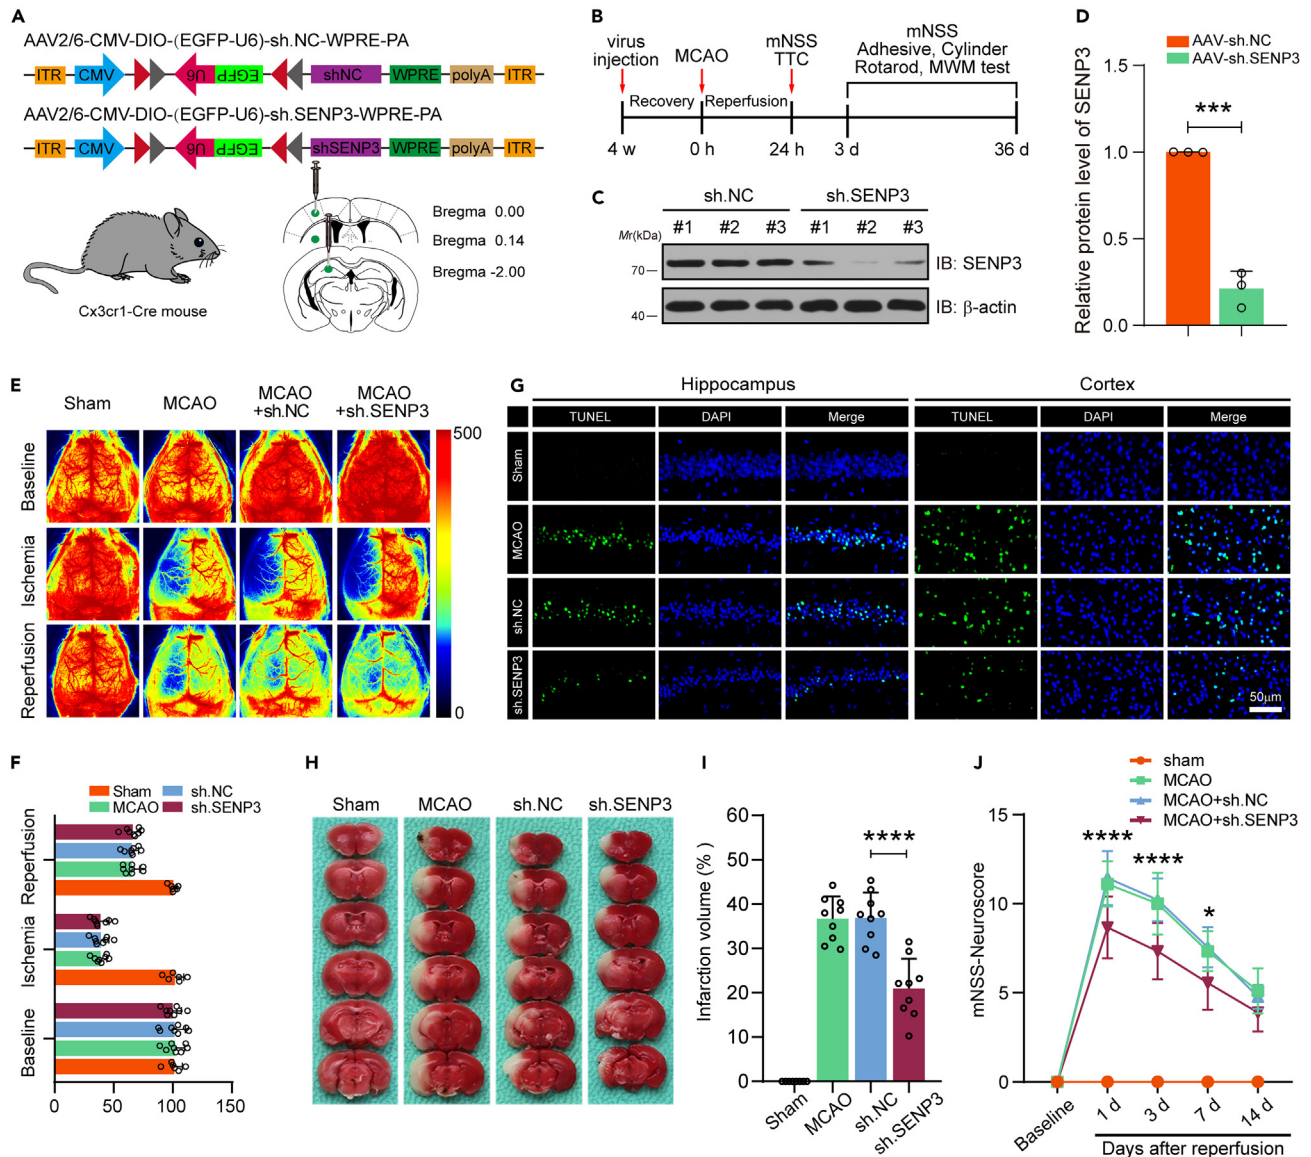 A
AAV2/6-CMV-DIO-(EGFP-U6)-sh.NC-WPRE-PA
ITR CMV U6 EGFP shNC WPRE polyA ITR
AAV2/6-CMV-DIO-(EGFP-U6)-sh.SENP3-WPRE-PA
ITR CMV U6 EGFP shSENP3 WPRE polyA ITR
Bregma 0.00
Bregma 0.14
Bregma -2.00
Cx3cr1-Cre mouse
B
virus
injection
MCAO
mNSS
TTC
mNSS
Adhesive, Cylinder
Rotarod, MWM test
Recovery Reperfusion
4 w 0 h 24 h 3 d 36 d
C
sh.NC sh.SENP3
#1 #2 #3 #1 #2 #3
Mr(kDa)
70
IB: SENP3
40
IB: β-actin
D
AAV-sh.NC
AAV-sh.SENP3
Relative protein level of SENP3
1.5
1.0
0.5
0.0
***
E
Sham
MCAO
MCAO
+sh.NC
MCAO
+sh.SENP3
Baseline
Ischemia
Reperfusion
500
0
G
Hippocampus Cortex
TUNEL DAPI Merge TUNEL DAPI Merge
Sham
MCAO
sh.NC
sh.SENP3
50μm
F
Sham sh.NC
MCAO sh.SENP3
Reperfusion
Ischemia
Baseline
0 50 100 150
H
Sham MCAO sh.NC sh.SENP3
I
Infarction volume (% )
60
50
40
30
20
10
0
****
Sham
MCAO
sh.NC
sh.SENP3
J
sham
MCAO
MCAO+sh.NC
MCAO+sh.SENP3
mNSS-Neuroscore
15
10
5
0
****
****
*
Baseline 1 d 3 d 7 d 14 d
Days after reperfusion